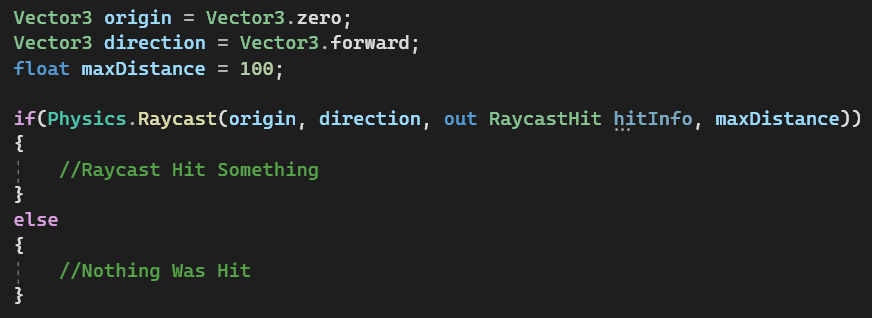 Vector3 origin = Vector3.zero;
Vector3 direction = Vector3.forward;
float maxDistance = 100;
if(Physics.Raycast(origin, direction, out RaycastHit hitInfo, maxDistance))
{
//Raycast Hit Something
}
else
{
//Nothing Was Hit
}